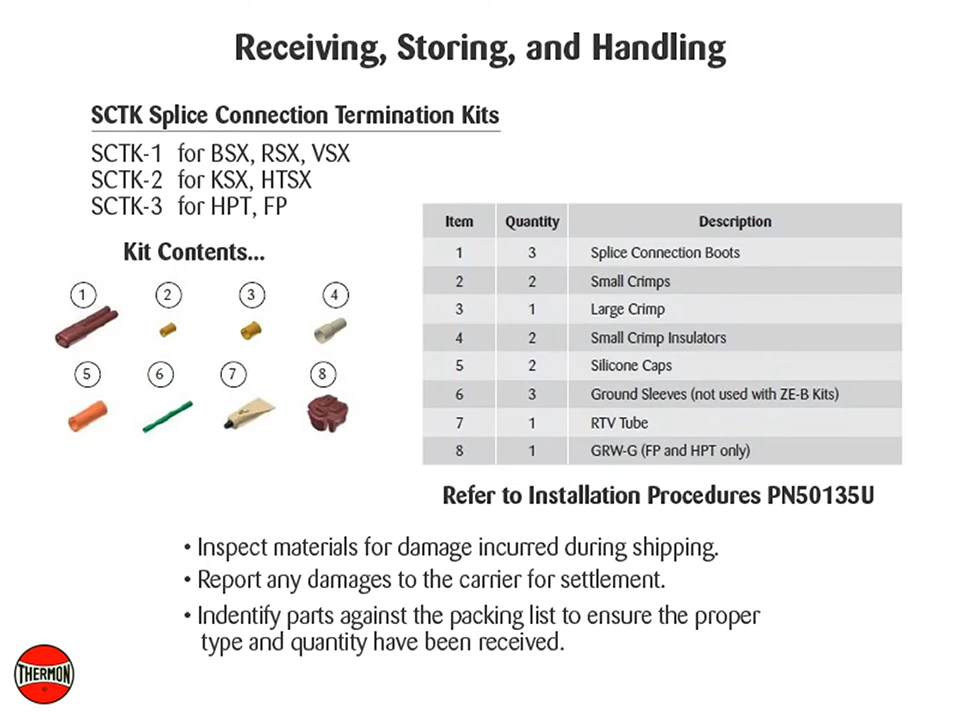 Receiving, Storing, and Handling
SCTK Splice Connection Termination Kits
SCTK-1 for BSX, RSX, VSX
SCTK-2 for KSX, HTSX
SCTK-3 for HPT, FP
Kit Contents...
1 2 3 4
5 6 7 8
Item Quantity Description
1 3 Splice Connection Boots
2 2 Small Crimps
3 1 Large Crimp
4 2 Small Crimp Insulators
5 2 Silicone Caps
6 3 Ground Sleeves (not used with ZE-B Kits)
7 1 RTV Tube
8 1 GRW-G (FP and HPT only)
Refer to Installation Procedures PN50135U
• Inspect materials for damage incurred during shipping.
• Report any damages to the carrier for settlement.
• Indentify parts against the packing list to ensure the proper
type and quantity have been received.
THERMON
®